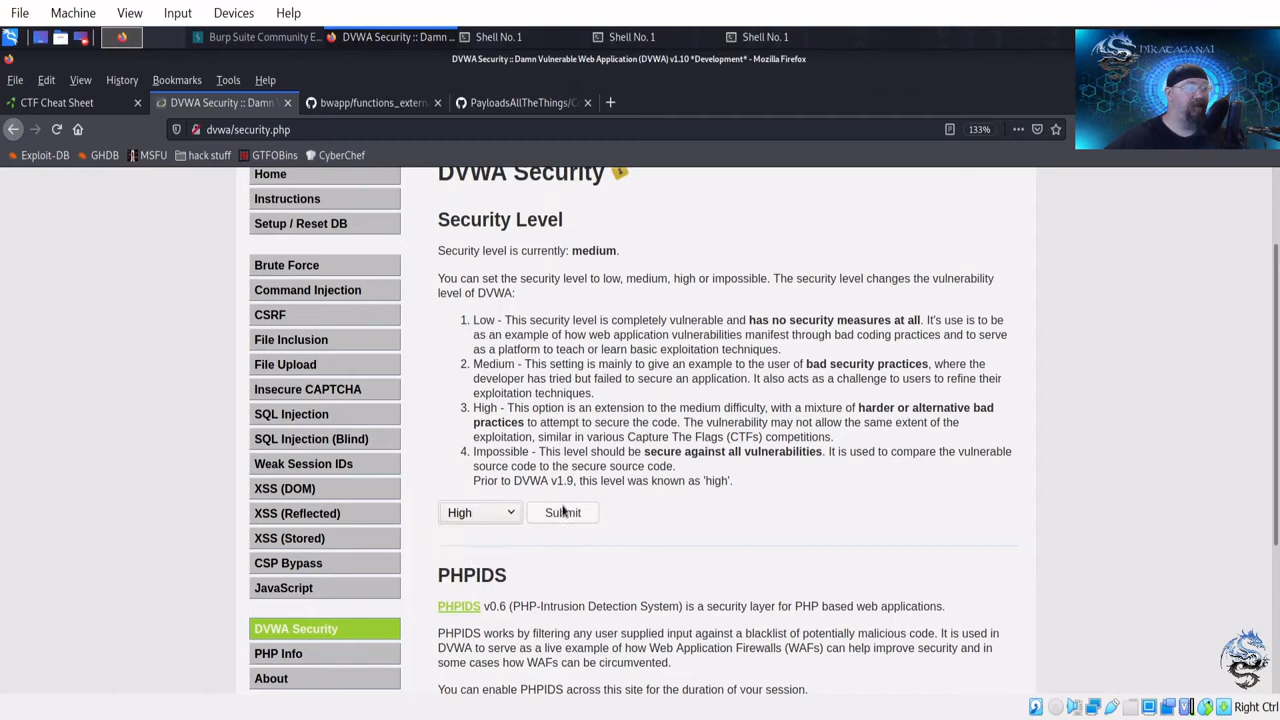 File Machine View Input Devices Help
Burp Suite Community E... DVWA Security :: Damn ... Shell No. 1 Shell No. 1 Shell No. 1
DVWA Security :: Damn Vulnerable Web Application (DVWA) v1.10 *Development* - Mozilla Firefox
HIKATAGANAI
File Edit View History Bookmarks Tools Help
CTF Cheat Sheet DVWA Security :: Damn V bwapp/functions_extern PayloadsAllTheThings/Co
dvwa/security.php 133%
Exploit-DB GHDB MSFU hack stuff GTFOBins CyberChef
Home
Instructions
Setup / Reset DB
Brute Force
Command Injection
CSRF
File Inclusion
File Upload
Insecure CAPTCHA
SQL Injection
SQL Injection (Blind)
Weak Session IDs
XSS (DOM)
XSS (Reflected)
XSS (Stored)
CSP Bypass
JavaScript
DVWA Security
PHP Info
About
DVWA Security
Security Level
Security level is currently: medium.
You can set the security level to low, medium, high or impossible. The security level changes the vulnerability
level of DVWA:
1. Low - This security level is completely vulnerable and has no security measures at all. It's use is to be
as an example of how web application vulnerabilities manifest through bad coding practices and to serve
as a platform to teach or learn basic exploitation techniques.
2. Medium - This setting is mainly to give an example to the user of bad security practices, where the
developer has tried but failed to secure an application. It also acts as a challenge to users to refine their
exploitation techniques.
3. High - This option is an extension to the medium difficulty, with a mixture of harder or alternative bad
practices to attempt to secure the code. The vulnerability may not allow the same extent of the
exploitation, similar in various Capture The Flags (CTFs) competitions.
4. Impossible - This level should be secure against all vulnerabilities. It is used to compare the vulnerable
source code to the secure source code.
Prior to DVWA v1.9, this level was known as 'high'.
High Submit
PHPIDS
PHPIDS v0.6 (PHP-Intrusion Detection System) is a security layer for PHP based web applications.
PHPIDS works by filtering any user supplied input against a blacklist of potentially malicious code. It is used in
DVWA to serve as a live example of how Web Application Firewalls (WAFs) can help improve security and in
some cases how WAFs can be circumvented.
You can enable PHPIDS across this site for the duration of your session.
Right Ctrl